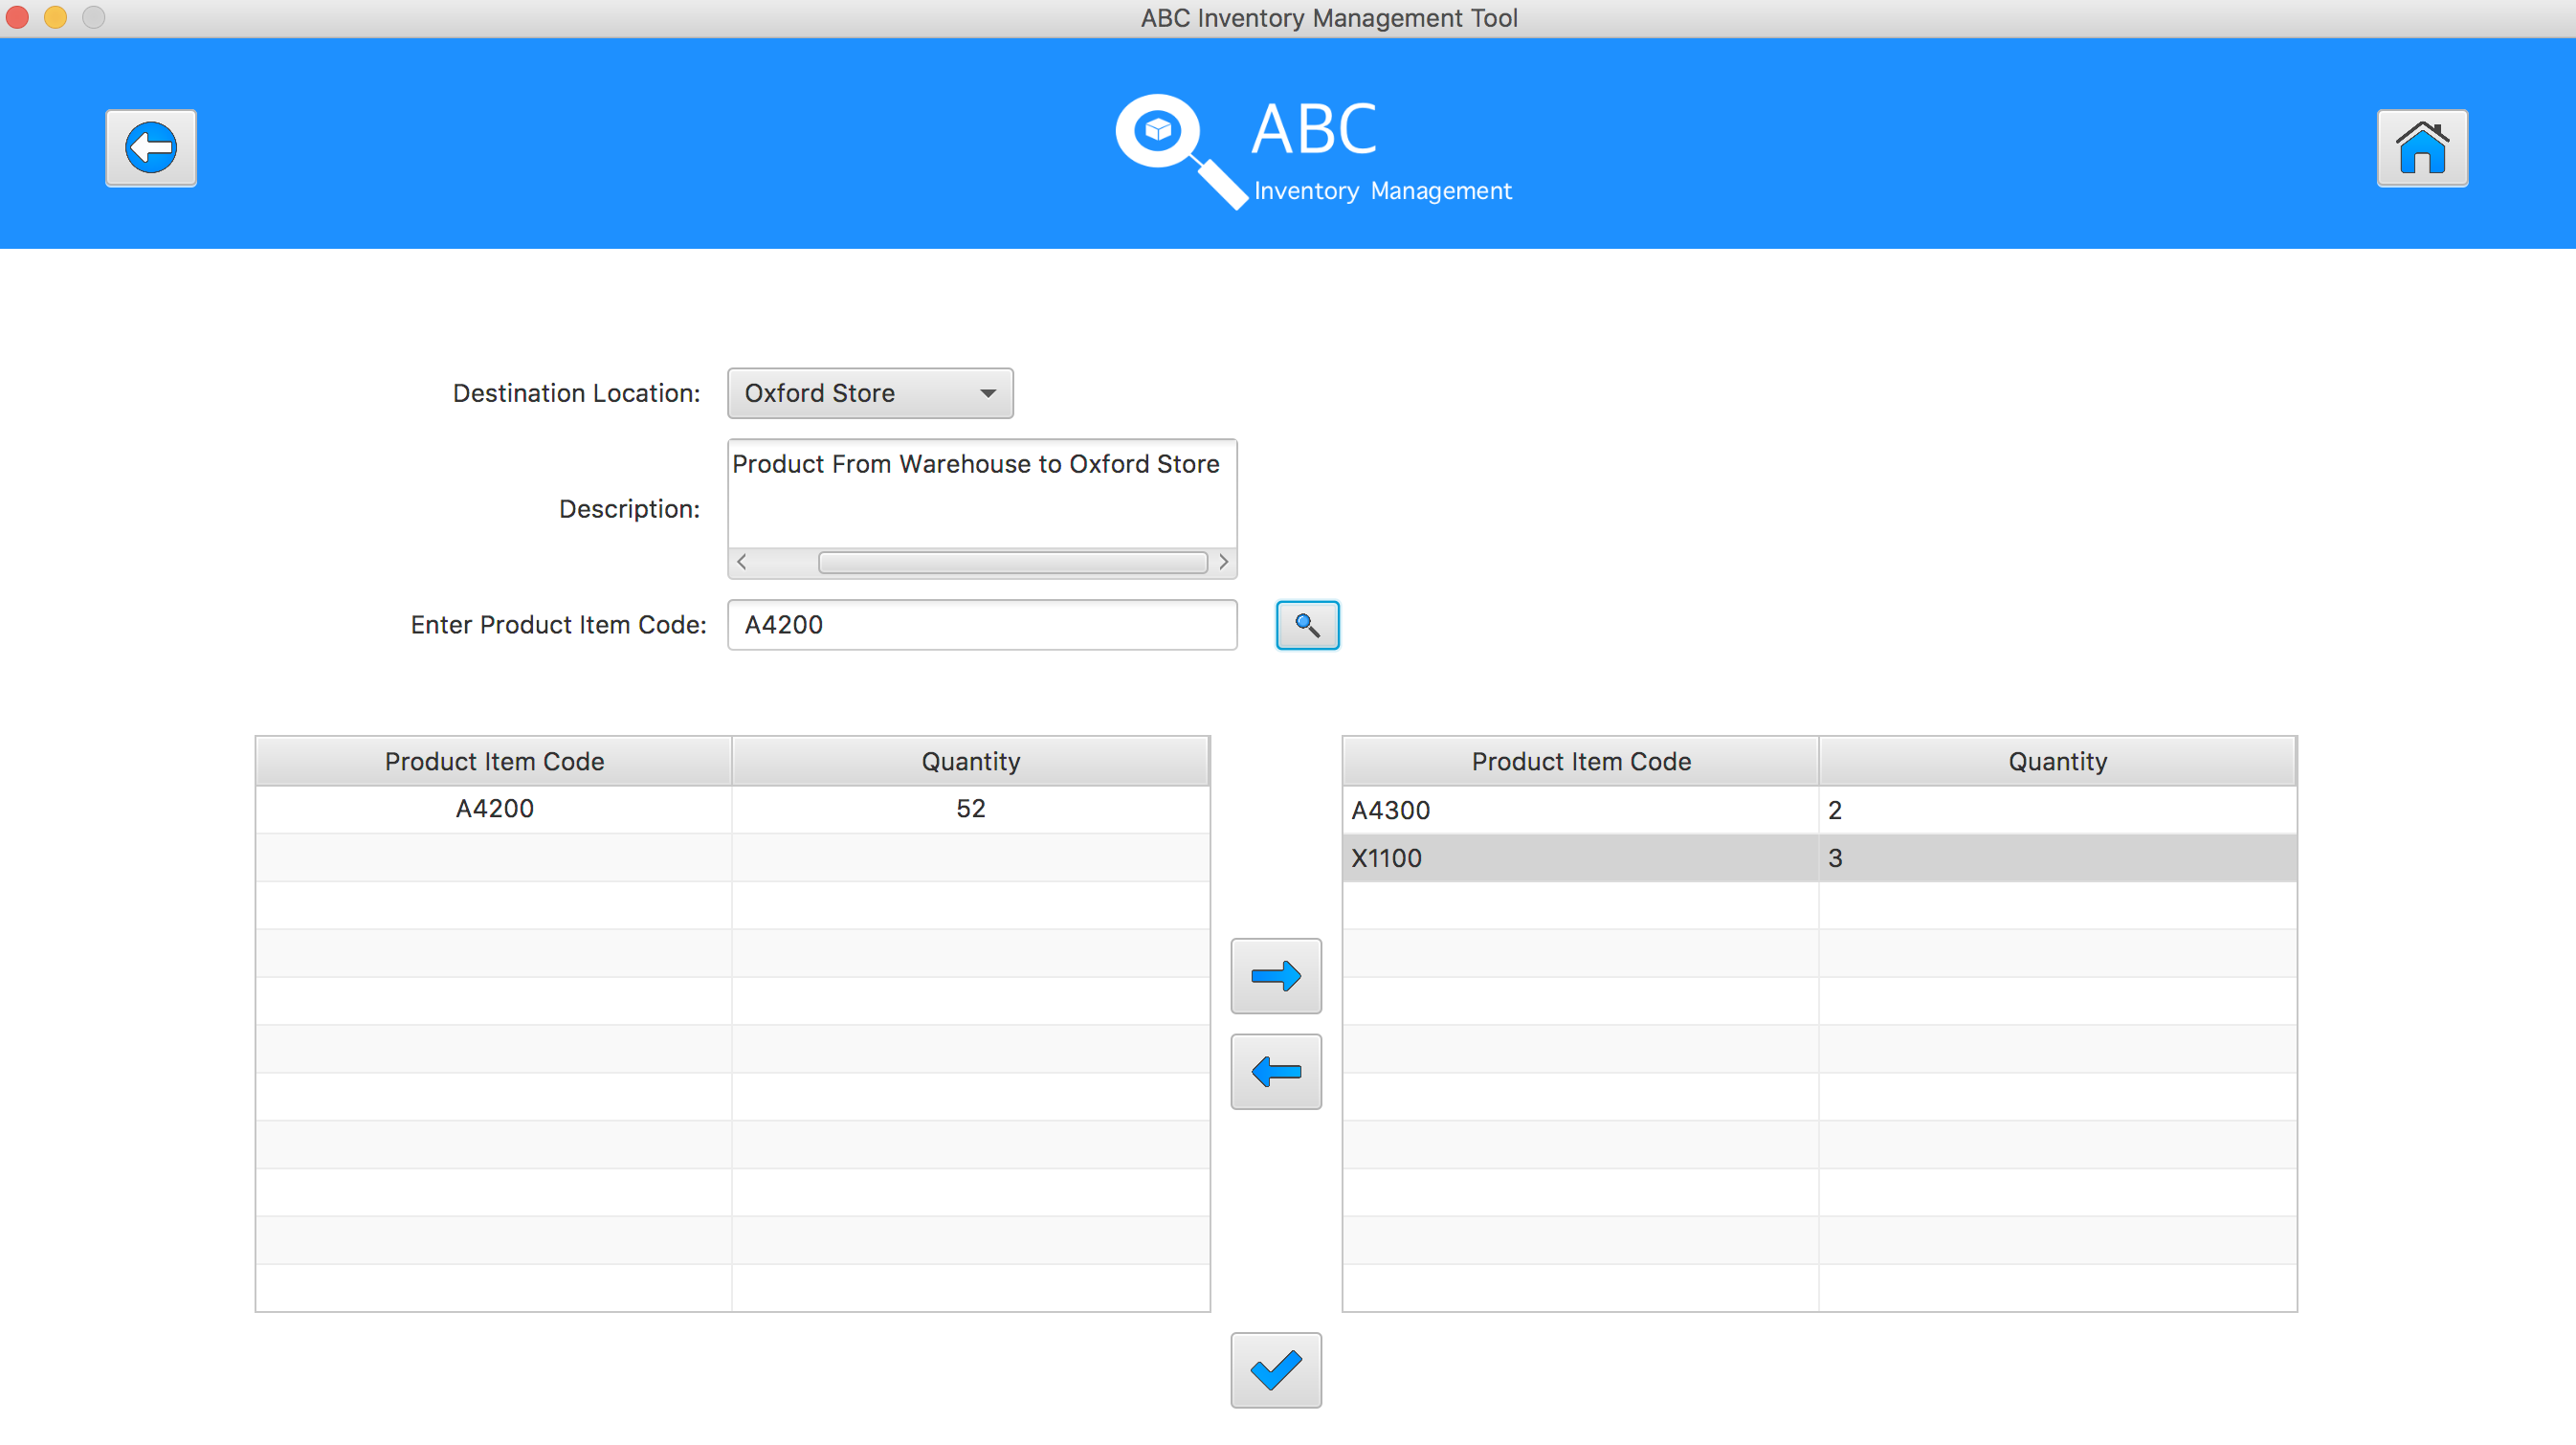 ABC Inventory Management Tool
ABC
Inventory Management
Destination Location:
Oxford Store
Description:
Product From Warehouse to Oxford Store
Enter Product Item Code:
A4200
Product Item Code Quantity
A4200 52
Product Item Code Quantity
A4300 2
X1100 3